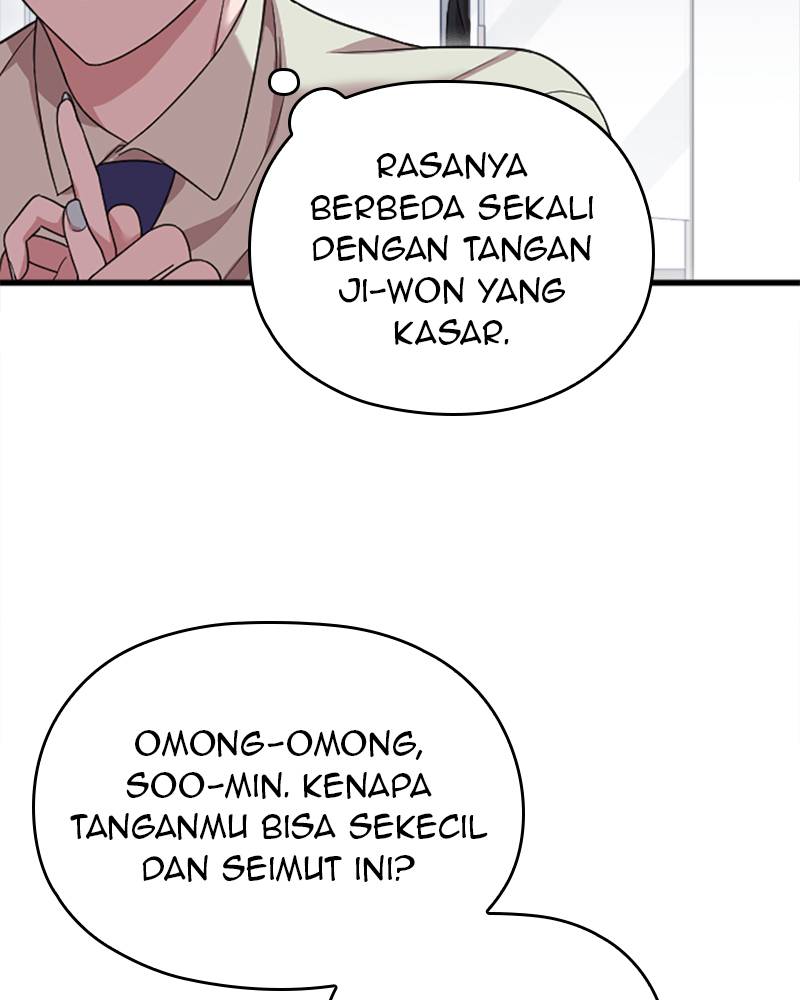 RASANYA
BERBEDA SEKALI
DENGAN TANGAN
JI-WON YANG
KASAR.
OMONG-OMONG,
SOO-MIN. KENAPA
TANGANMU BISA SEKECIL
DAN SEIMUT INI?